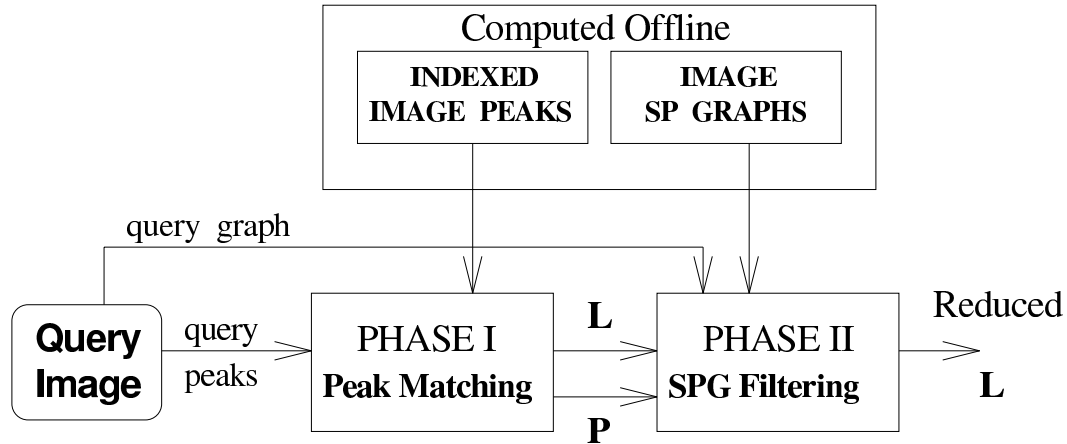 Computed Offline
INDEXED
IMAGE PEAKS
IMAGE
SP GRAPHS
query graph
Query
Image
query
peaks
PHASE I
Peak Matching
L
P
PHASE II
SPG Filtering
Reduced
L